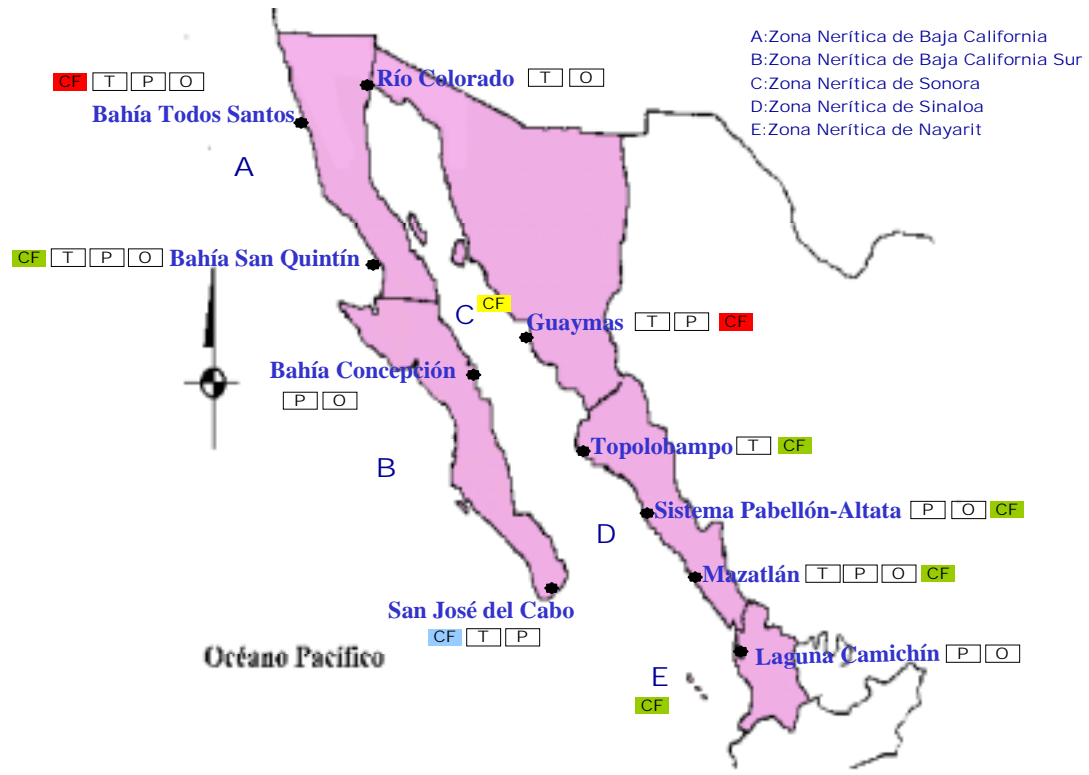 A:Zona Nerítica de Baja California
B:Zona Nerítica de Baja California Sur
C:Zona Nerítica de Sonora
D:Zona Nerítica de Sinaloa
E:Zona Nerítica de Nayarit
CF T P O
Río Colorado T O
Bahía Todos Santos
A
CF T P O Bahía San Quintín
C CF
Guaymas T P CF
Bahía Concepción
P O
Topolobampo T CF
B
Sistema Pabellón-Altata P O CF
D
Mazatlán T P O CF
San José del Cabo
CF T P
Océano Pacífico
Laguna Camichín P O
E
CF